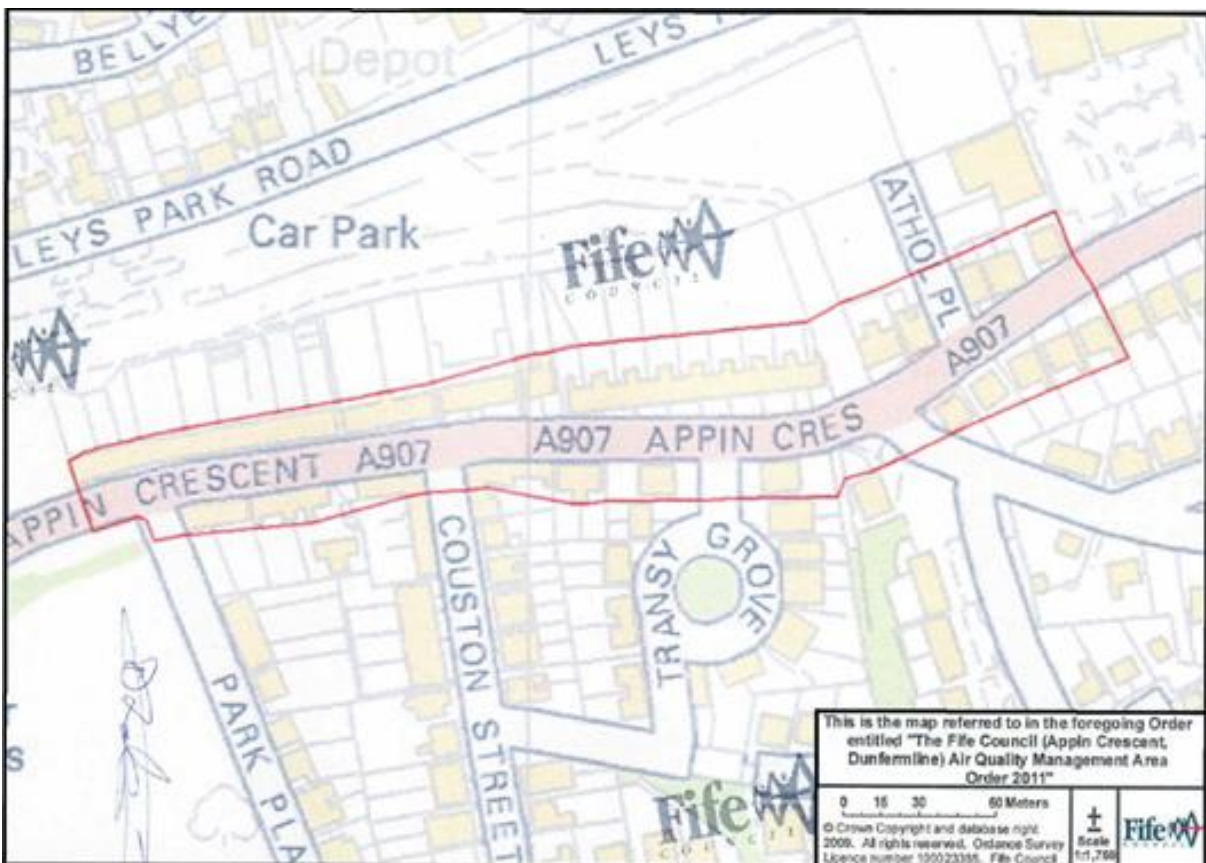 BELLYE
Depot
LEYS
LEYS PARK ROAD
Car Park
Fife
COUNCIL
ATHOL PL
A907
A907 APPIN CRES
APPIN CRESCENT A907
COUSTON STREET
TRANSY GROVE
PARK PLA
S
Fife
This is the map referred to in the foregoing Order
entitled "The Fife Council (Appin Crescent,
Dunfermline) Air Quality Management Area
Order 2011"
0 15 30 60 Meters
© Crown Copyright and database right
2009. All rights reserved. Ordance Survey
Licence number 100023385. Fife Council
Scale
Fife